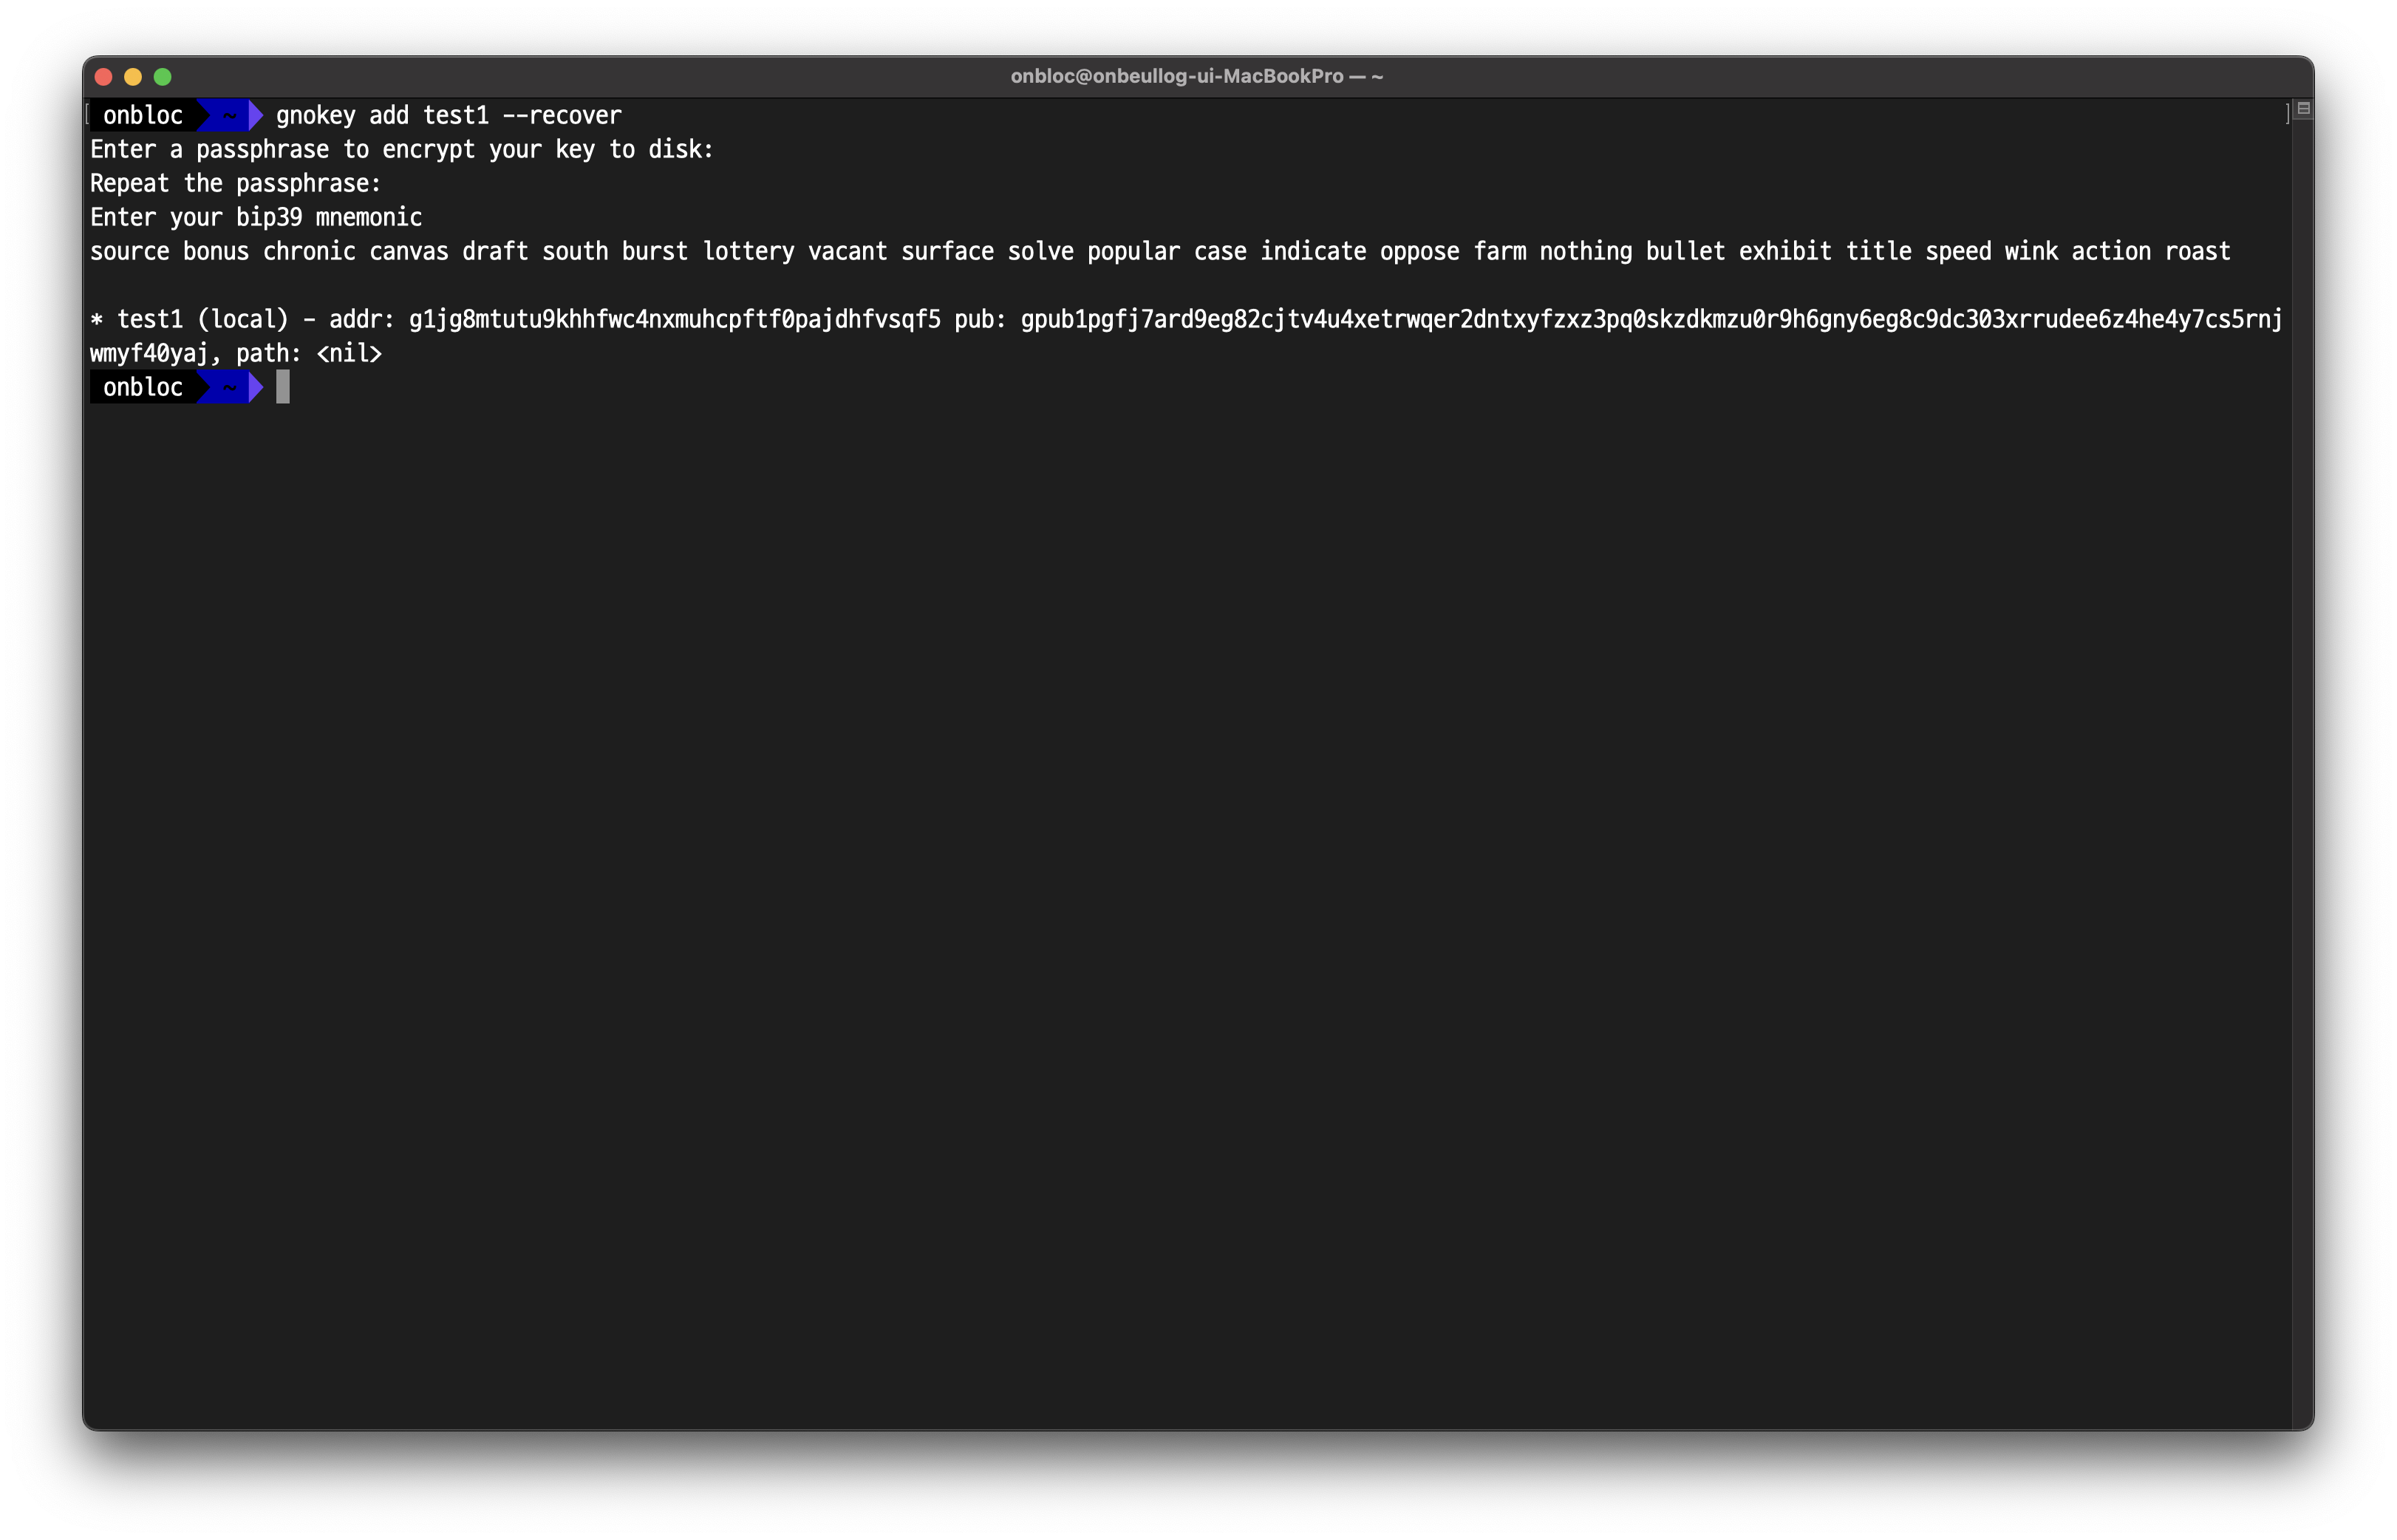 onbloc@onbeullog-ui-MacBookPro — ~
onbloc ~ gnokey add test1 --recover
Enter a passphrase to encrypt your key to disk:
Repeat the passphrase:
Enter your bip39 mnemonic
source bonus chronic canvas draft south burst lottery vacant surface solve popular case indicate oppose farm nothing bullet exhibit title speed wink action roast
* test1 (local) - addr: g1jg8mtutu9khhfwc4nxmuhcpftf0pajdhfvsqf5 pub: gpub1pgfj7ard9eg82cjtv4u4xetrwqer2dntxyfzxz3pq0skzdkmzu0r9h6gny6eg8c9dc303xrrudee6z4he4y7cs5rnj
wmyf40yaj, path: <nil>
onbloc ~